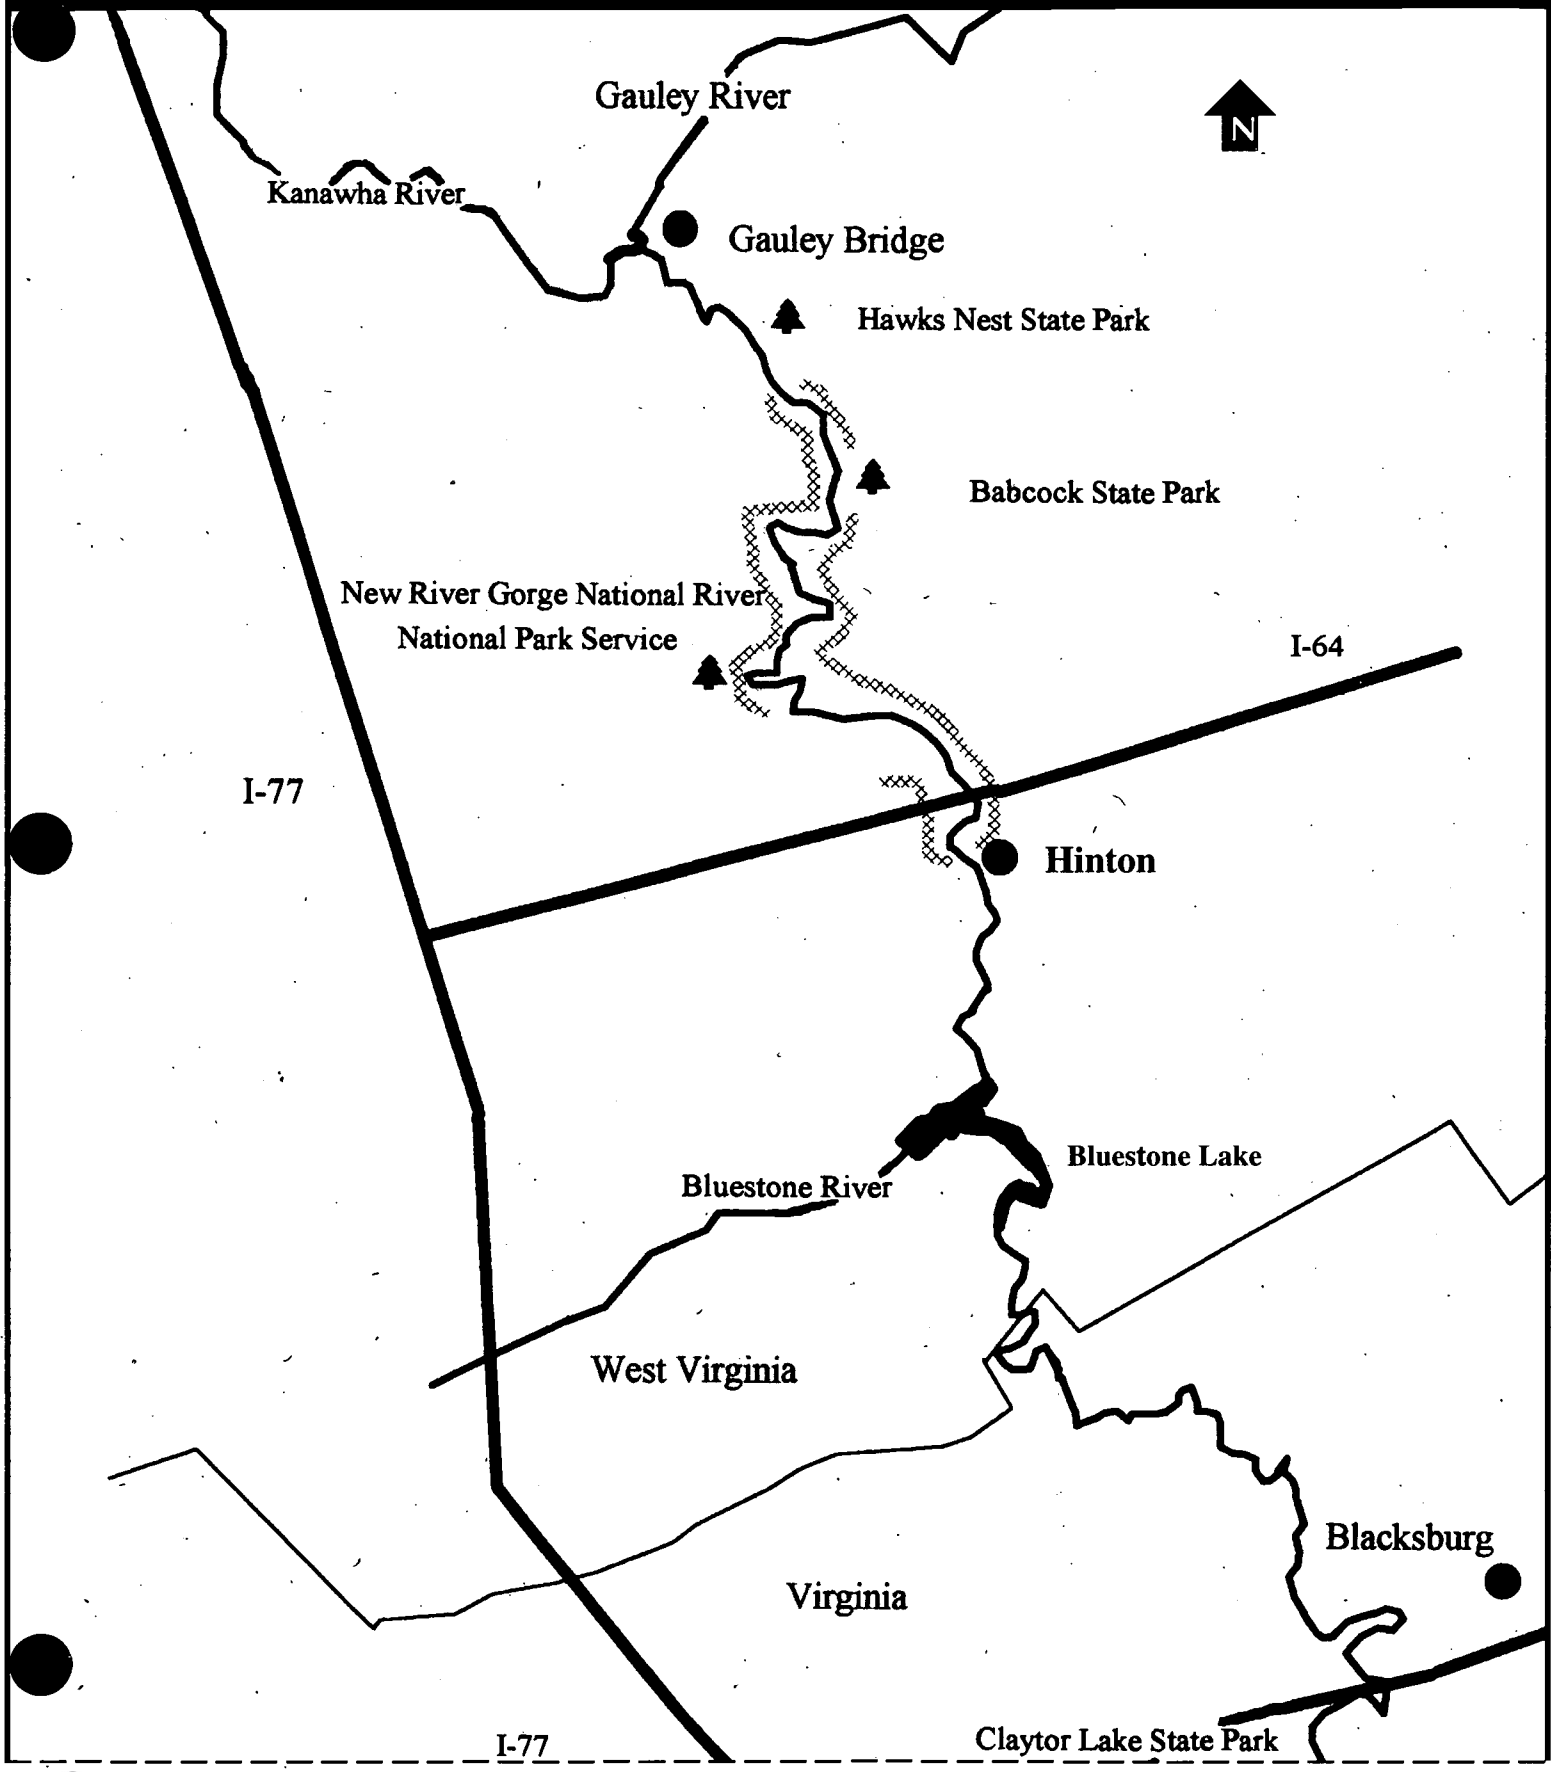 Gauley River
N
Kanawha River
Gauley Bridge
Hawks Nest State Park
Babcock State Park
New River Gorge National River
National Park Service
I-64
I-77
Hinton
Bluestone Lake
Bluestone River
West Virginia
Blacksburg
Virginia
Claytor Lake State Park
I-77